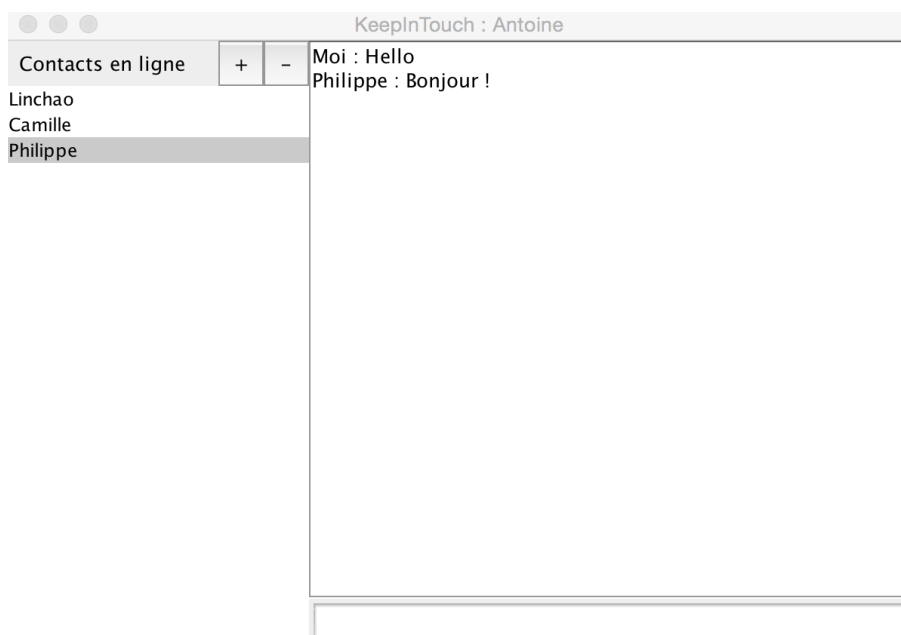 KeepInTouch : Antoine
Contacts en ligne + -
Linchao
Camille
Philippe
Moi : Hello
Philippe : Bonjour !